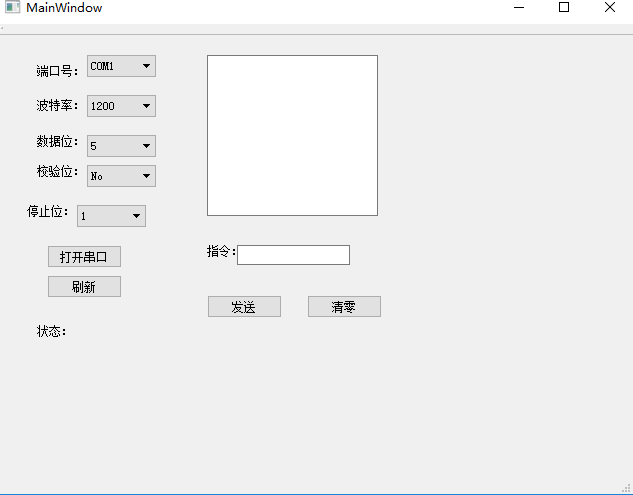 MainWindow
端口号： COM1
波特率： 1200
数据位： 5
校验位： No
停止位： 1
打开串口
刷新
状态：
指令：
发送 清零